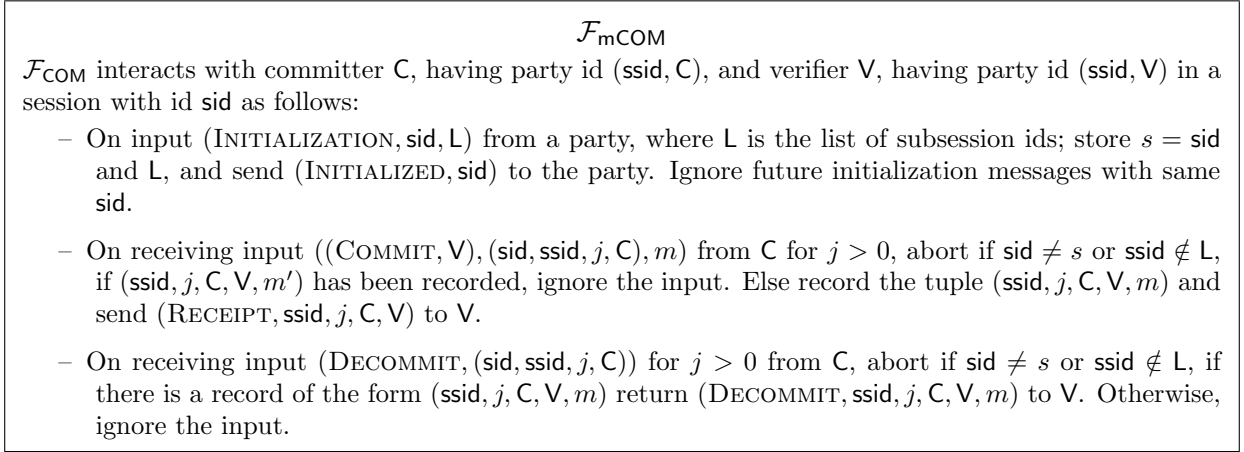 F_mCOM
F_COM interacts with committer C, having party id (ssid, C), and verifier V, having party id (ssid, V) in a
session with id sid as follows:
– On input (INITIALIZATION, sid, L) from a party, where L is the list of subsession ids; store s = sid
and L, and send (INITIALIZED, sid) to the party. Ignore future initialization messages with same
sid.
– On receiving input ((COMMIT, V), (sid, ssid, j, C), m) from C for j > 0, abort if sid ≠ s or ssid ∉ L,
if (ssid, j, C, V, m′) has been recorded, ignore the input. Else record the tuple (ssid, j, C, V, m) and
send (RECEIPT, ssid, j, C, V) to V.
– On receiving input (DECOMMIT, (sid, ssid, j, C)) for j > 0 from C, abort if sid ≠ s or ssid ∉ L, if
there is a record of the form (ssid, j, C, V, m) return (DECOMMIT, ssid, j, C, V, m) to V. Otherwise,
ignore the input.